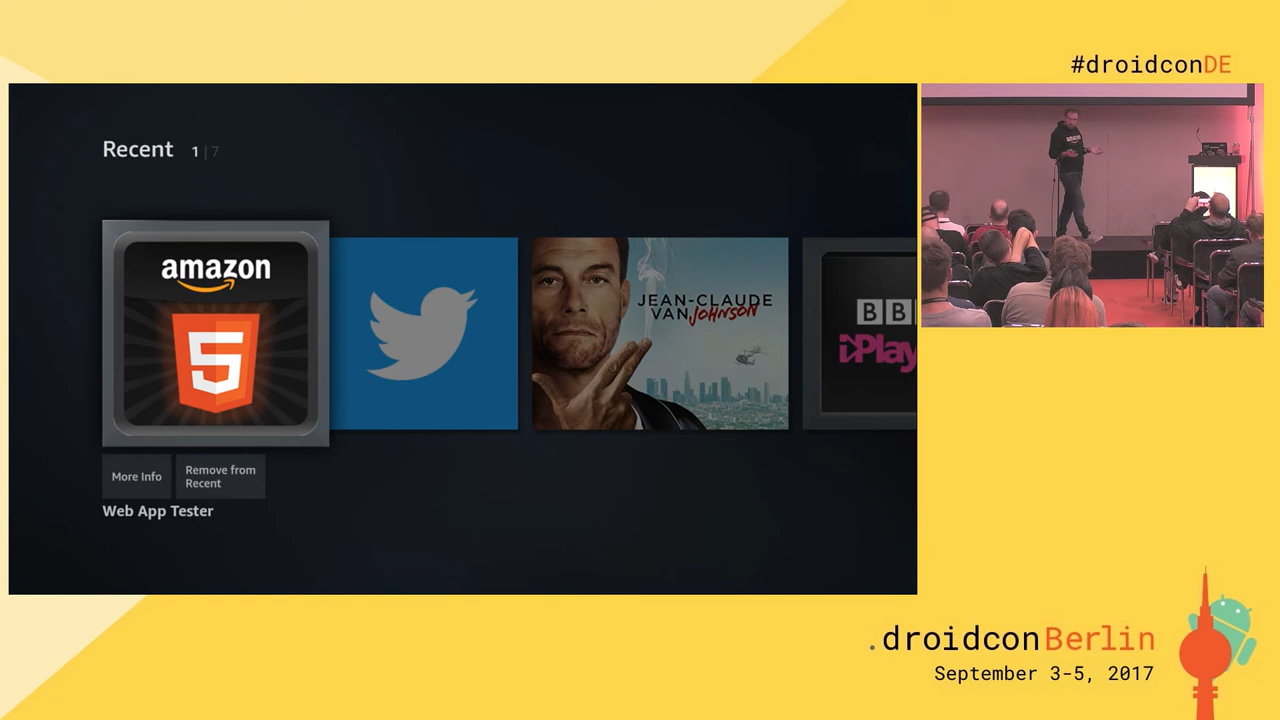 #droidconDE
Recent 1 | 7
amazon
5
JEAN-CLAUDE
VAN JOHNSON
BB
iPlay
More Info
Remove from
Recent
Web App Tester
.droidconBerlin
September 3-5, 2017